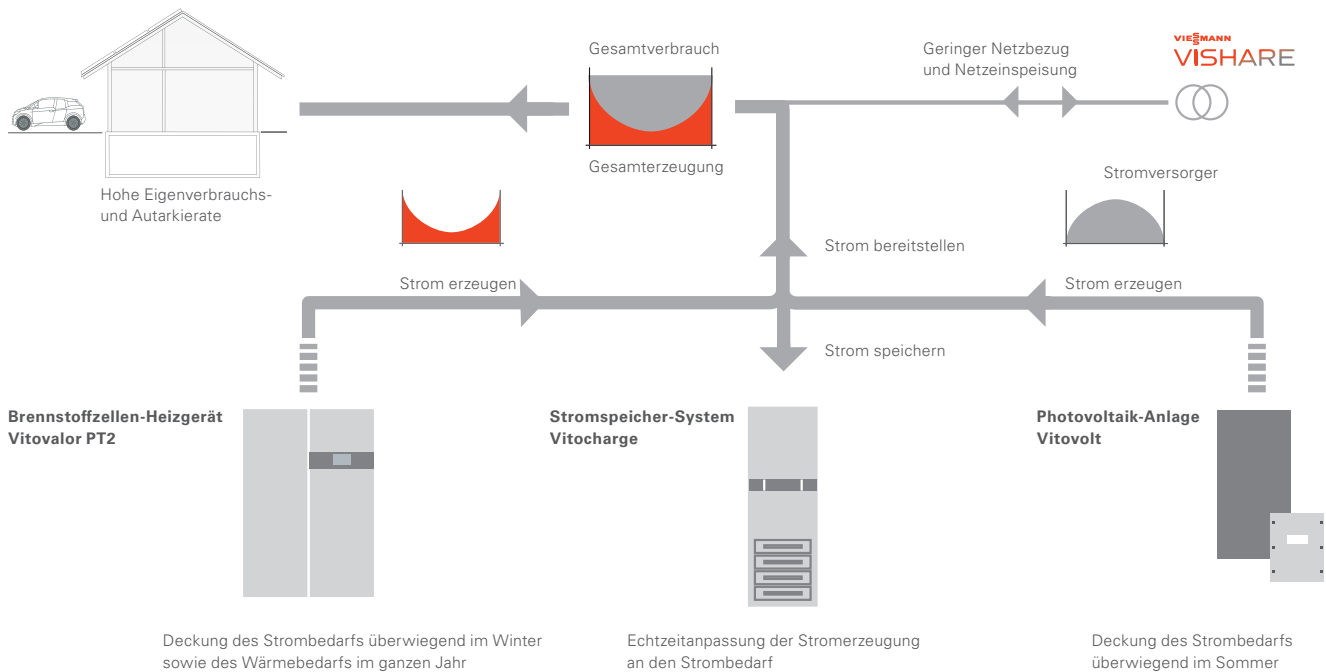 Gesamtverbrauch
Geringer Netzbezug
und Netzeinspeisung
VIESMANN
VISHARE
Gesamterzeugung
Stromversorger
Hohe Eigenverbrauchs-
und Autarkierate
Strom bereitstellen
Strom erzeugen
Strom erzeugen
Strom speichern
Brennstoffzellen-Heizgerät
Vitovalor PT2
Stromspeicher-System
Vitocharge
Photovoltaik-Anlage
Vitovolt
Deckung des Strombedarfs überwiegend im Winter
sowie des Wärmebedarfs im ganzen Jahr
Echtzeitanpassung der Stromerzeugung
an den Strombedarf
Deckung des Strombedarfs
überwiegend im Sommer